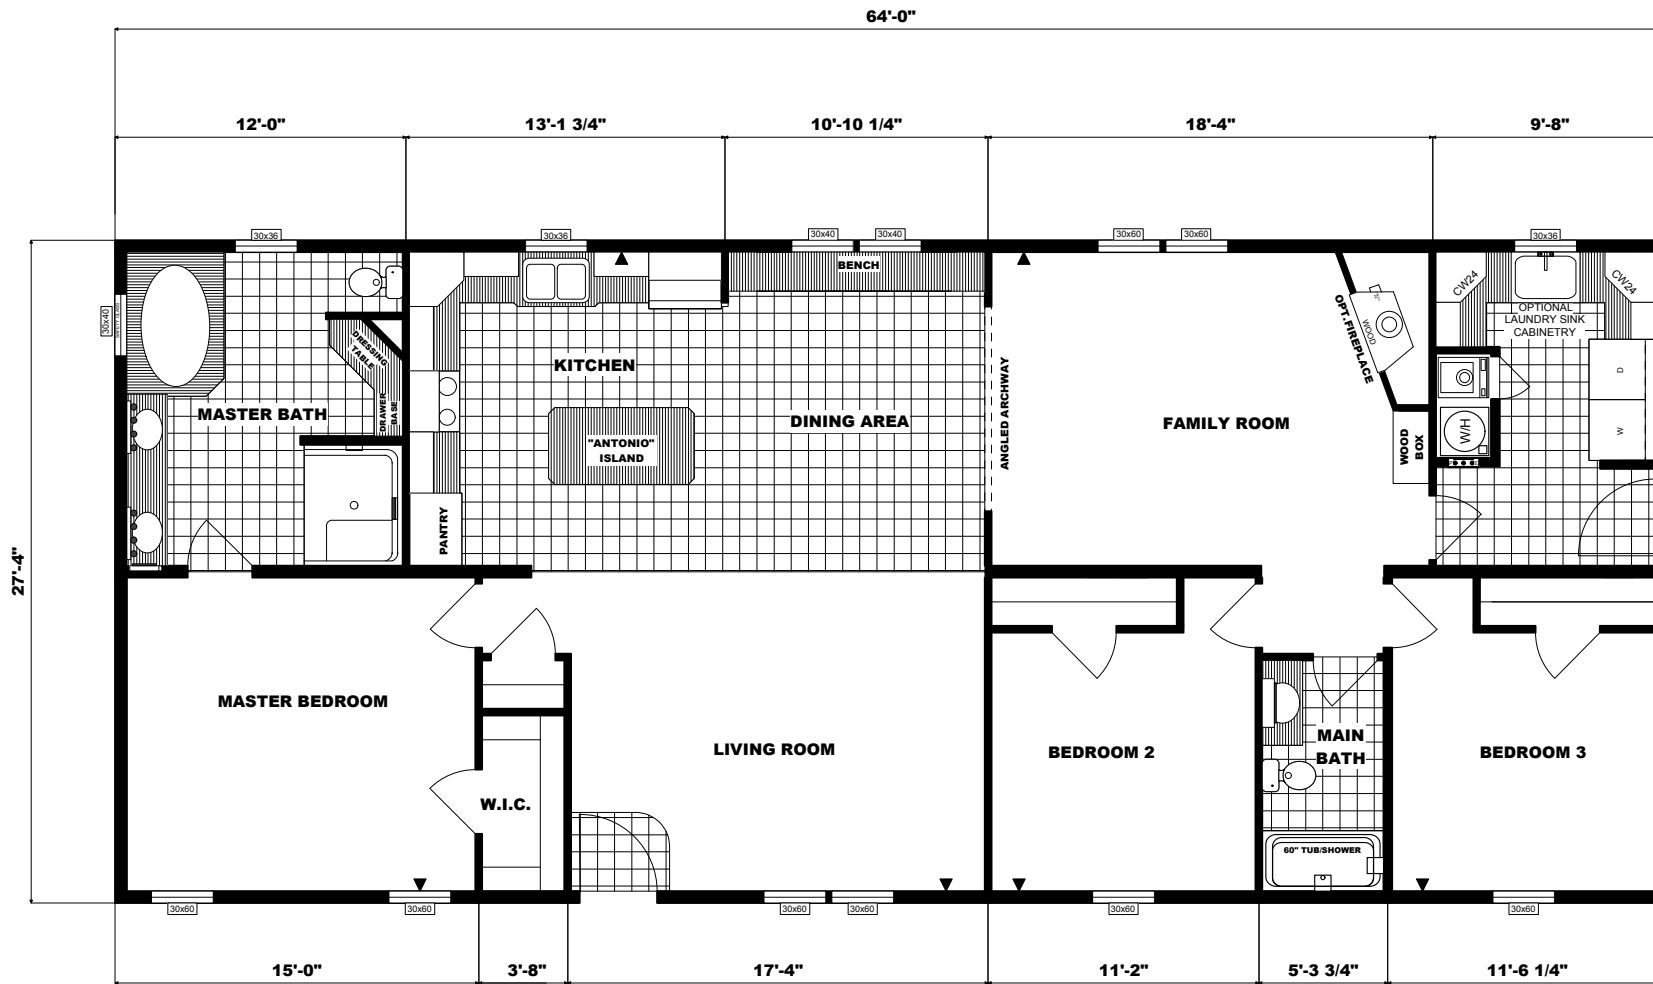 64'-0"
12'-0"
13'-1 3/4"
10'-10 1/4"
18'-4"
9'-8"
30x36
30x36
30x40
30x40
30x60
30x60
30x36
BENCH
CW24
CW24
OPTIONAL
LAUNDRY SINK
CABINETRY
30x40
DRESSING
TABLE
DRAWER
BASE
MASTER BATH
KITCHEN
"ANTONIO"
ISLAND
DINING AREA
ANGLED ARCHWAY
FAMILY ROOM
OPT.FIREPLACE
WOOD
WOOD
BOX
W/H
D
W
PANTRY
27'-4"
MASTER BEDROOM
W.I.C.
LIVING ROOM
BEDROOM 2
MAIN
BATH
BEDROOM 3
60" TUB/SHOWER
30x60
30x60
30x60
30x60
30x60
30x60
15'-0"
3'-8"
17'-4"
11'-2"
5'-3 3/4"
11'-6 1/4"